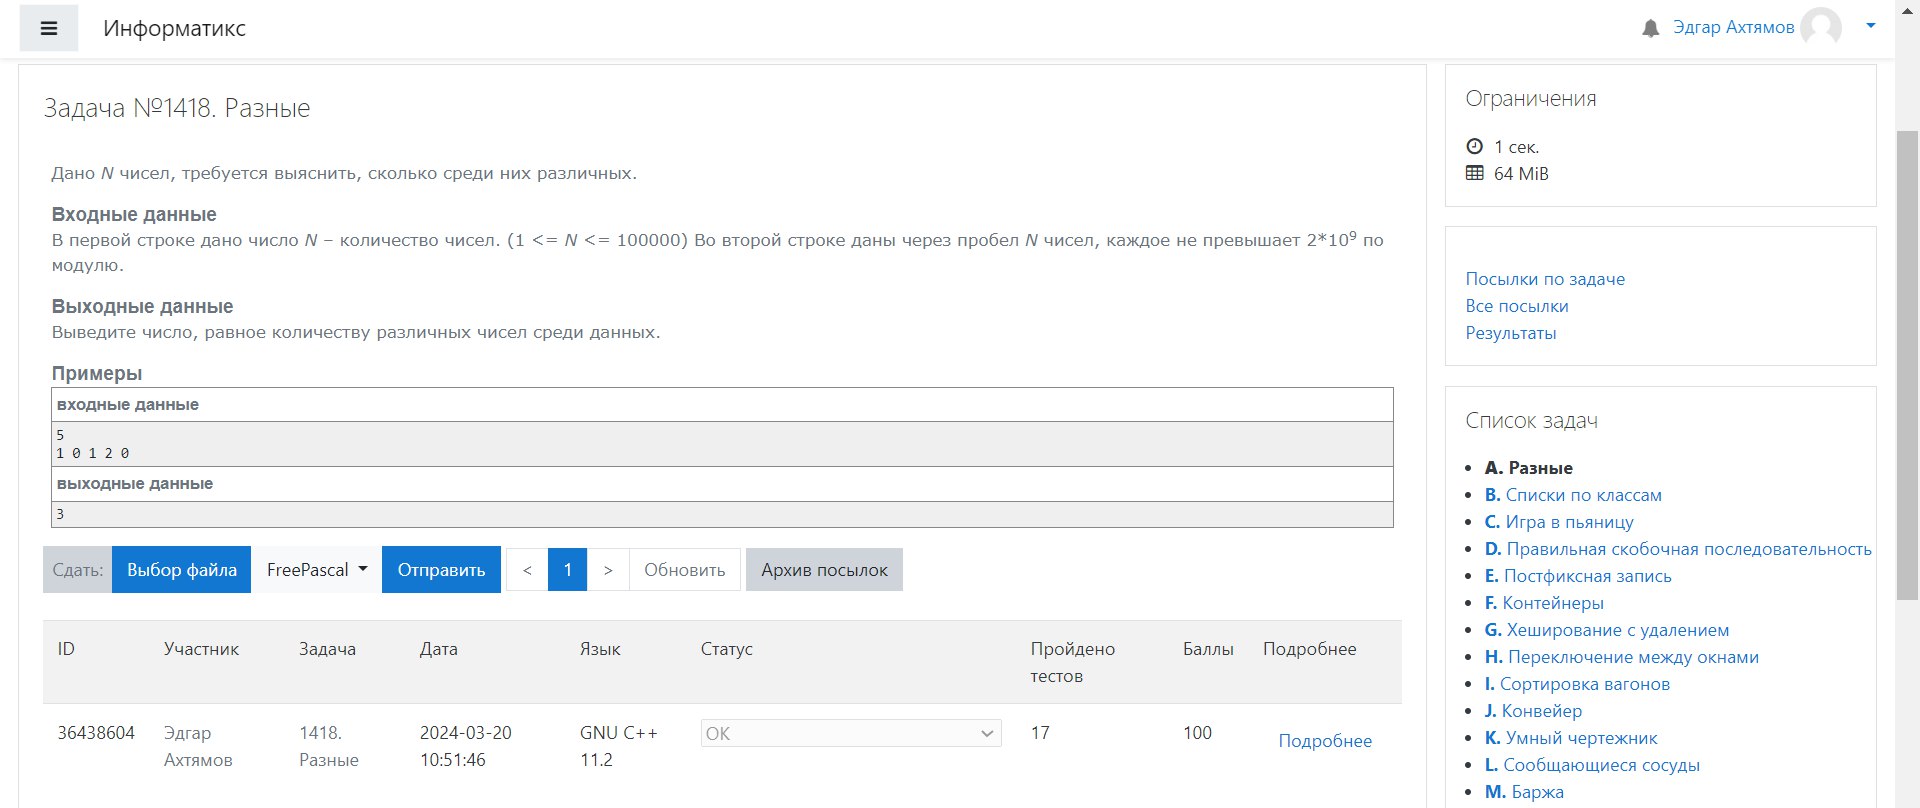 Информатикс
Эдгар Ахтямов
Задача №1418. Разные
Дано N чисел, требуется выяснить, сколько среди них различных.
Входные данные
В первой строке дано число N – количество чисел. (1 <= N <= 100000) Во второй строке даны через пробел N чисел, каждое не превышает 2*10⁹ по
модулю.
Выходные данные
Выведите число, равное количеству различных чисел среди данных.
Примеры
входные данные
5
1 0 1 2 0
выходные данные
3
Сдать: Выбор файла FreePascal Отправить < 1 > Обновить Архив посылок
ID Участник Задача Дата Язык Статус Пройдено Баллы Подробнее
тестов
36438604 Эдгар 1418. 2024-03-20 GNU C++ OK 17 100 Подробнее
Ахтямов Разные 10:51:46 11.2
Ограничения
1 сек.
64 MiB
Посылки по задаче
Все посылки
Результаты
Список задач
A. Разные
B. Списки по классам
C. Игра в пьяницу
D. Правильная скобочная последовательность
E. Постфиксная запись
F. Контейнеры
G. Хеширование с удалением
H. Переключение между окнами
I. Сортировка вагонов
J. Конвейер
K. Умный чертежник
L. Сообщающиеся сосуды
M. Баржа